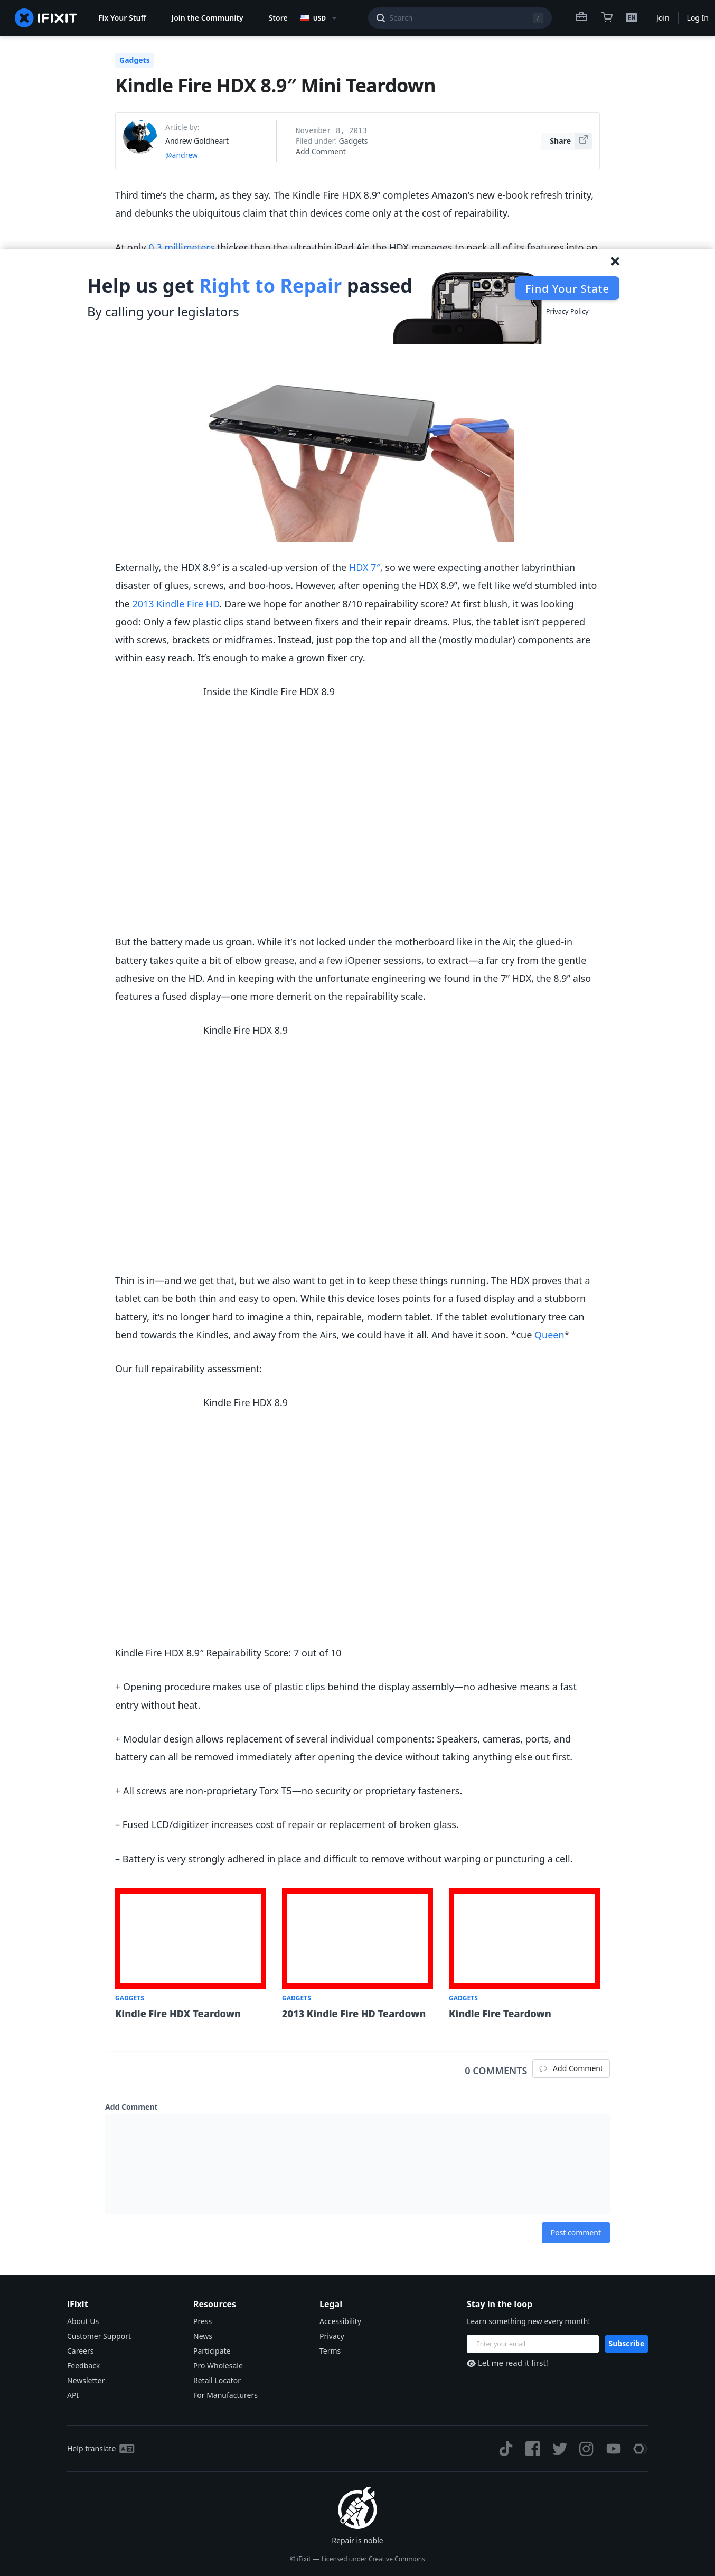 IFIXIT
Fix Your Stuff
Join the Community
Store
USD
Search
/
EN
Join
Log In
Gadgets
Kindle Fire HDX 8.9″ Mini Teardown
Article by:
Andrew Goldheart
@andrew
November 8, 2013
Filed under: Gadgets
Add Comment
Share
Third time’s the charm, as they say. The Kindle Fire HDX 8.9” completes Amazon’s new e-book refresh trinity,
and debunks the ubiquitous claim that thin devices come only at the cost of repairability.
At only 0.3 millimeters thicker than the ultra-thin iPad Air, the HDX manages to pack all of its features into an
Help us get Right to Repair passed
By calling your legislators
Find Your State
Privacy Policy
Externally, the HDX 8.9″ is a scaled-up version of the HDX 7″, so we were expecting another labyrinthian
disaster of glues, screws, and boo-hoos. However, after opening the HDX 8.9”, we felt like we’d stumbled into
the 2013 Kindle Fire HD. Dare we hope for another 8/10 repairability score? At first blush, it was looking
good: Only a few plastic clips stand between fixers and their repair dreams. Plus, the tablet isn’t peppered
with screws, brackets or midframes. Instead, just pop the top and all the (mostly modular) components are
within easy reach. It’s enough to make a grown fixer cry.
Inside the Kindle Fire HDX 8.9
But the battery made us groan. While it’s not locked under the motherboard like in the Air, the glued-in
battery takes quite a bit of elbow grease, and a few iOpener sessions, to extract—a far cry from the gentle
adhesive on the HD. And in keeping with the unfortunate engineering we found in the 7” HDX, the 8.9” also
features a fused display—one more demerit on the repairability scale.
Kindle Fire HDX 8.9
Thin is in—and we get that, but we also want to get in to keep these things running. The HDX proves that a
tablet can be both thin and easy to open. While this device loses points for a fused display and a stubborn
battery, it’s no longer hard to imagine a thin, repairable, modern tablet. If the tablet evolutionary tree can
bend towards the Kindles, and away from the Airs, we could have it all. And have it soon. *cue Queen*
Our full repairability assessment:
Kindle Fire HDX 8.9
Kindle Fire HDX 8.9″ Repairability Score: 7 out of 10
+ Opening procedure makes use of plastic clips behind the display assembly—no adhesive means a fast
entry without heat.
+ Modular design allows replacement of several individual components: Speakers, cameras, ports, and
battery can all be removed immediately after opening the device without taking anything else out first.
+ All screws are non-proprietary Torx T5—no security or proprietary fasteners.
– Fused LCD/digitizer increases cost of repair or replacement of broken glass.
– Battery is very strongly adhered in place and difficult to remove without warping or puncturing a cell.
GADGETS
Kindle Fire HDX Teardown
GADGETS
2013 Kindle Fire HD Teardown
GADGETS
Kindle Fire Teardown
0 COMMENTS
Add Comment
Add Comment
Post comment
iFixit
About Us
Customer Support
Careers
Feedback
Newsletter
API
Resources
Press
News
Participate
Pro Wholesale
Retail Locator
For Manufacturers
Legal
Accessibility
Privacy
Terms
Stay in the loop
Learn something new every month!
Enter your email
Subscribe
Let me read it first!
Help translate
Repair is noble
© iFixit — Licensed under Creative Commons